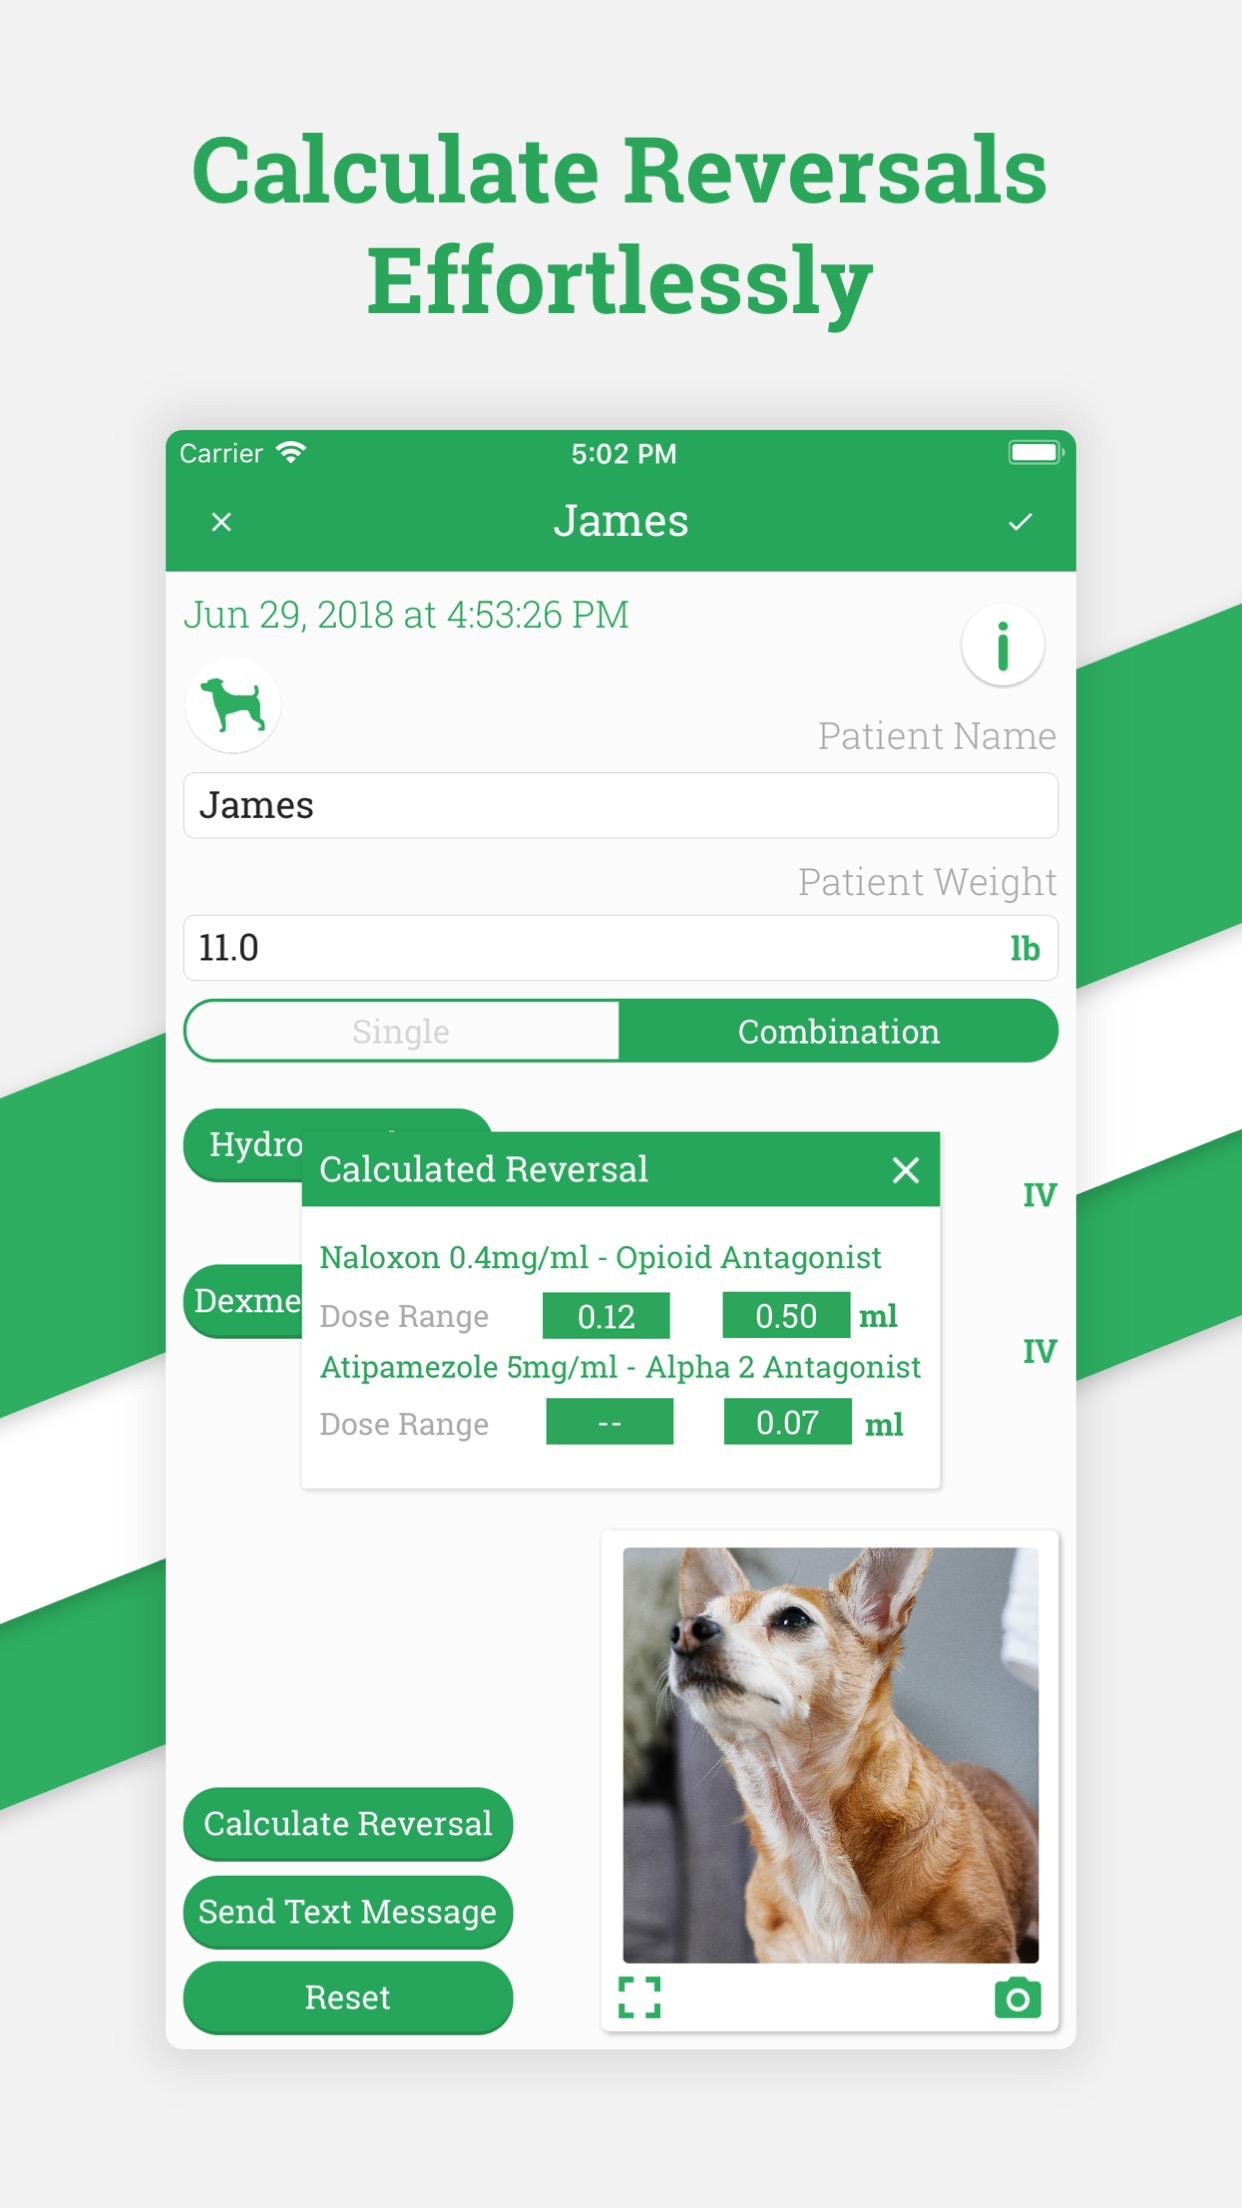 Calculate Reversals
Effortlessly
Carrier 5:02 PM
James
Jun 29, 2018 at 4:53:26 PM
i
Patient Name
James
Patient Weight
11.0 lb
Single Combination
Hydro
Calculated Reversal
IV
Naloxon 0.4mg/ml - Opioid Antagonist
Dexme
Dose Range 0.12 0.50 ml
IV
Atipamezole 5mg/ml - Alpha 2 Antagonist
Dose Range -- 0.07 ml
Calculate Reversal
Send Text Message
Reset